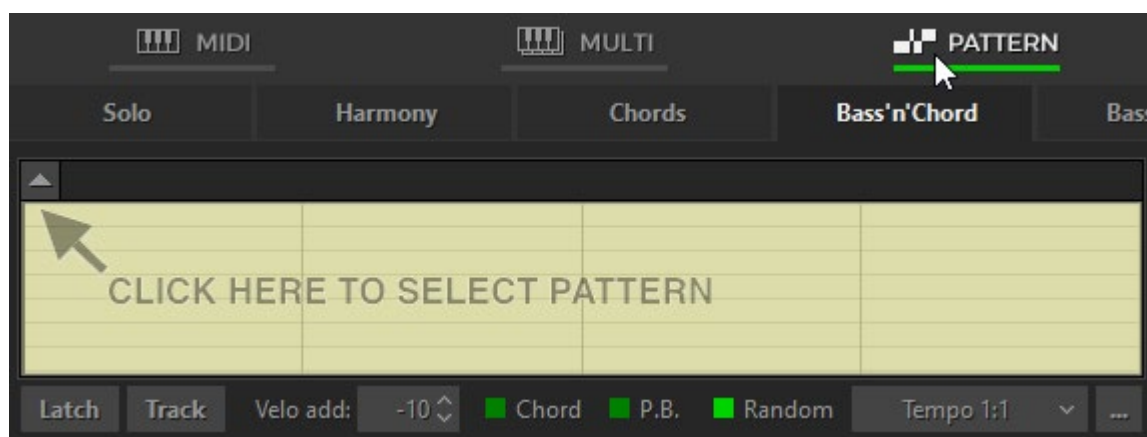 MIDI MULTI PATTERN
Solo Harmony Chords Bass'n'Chord Bass
CLICK HERE TO SELECT PATTERN
Latch Track Velo add: -10 Chord P.B. Random Tempo 1:1 ...